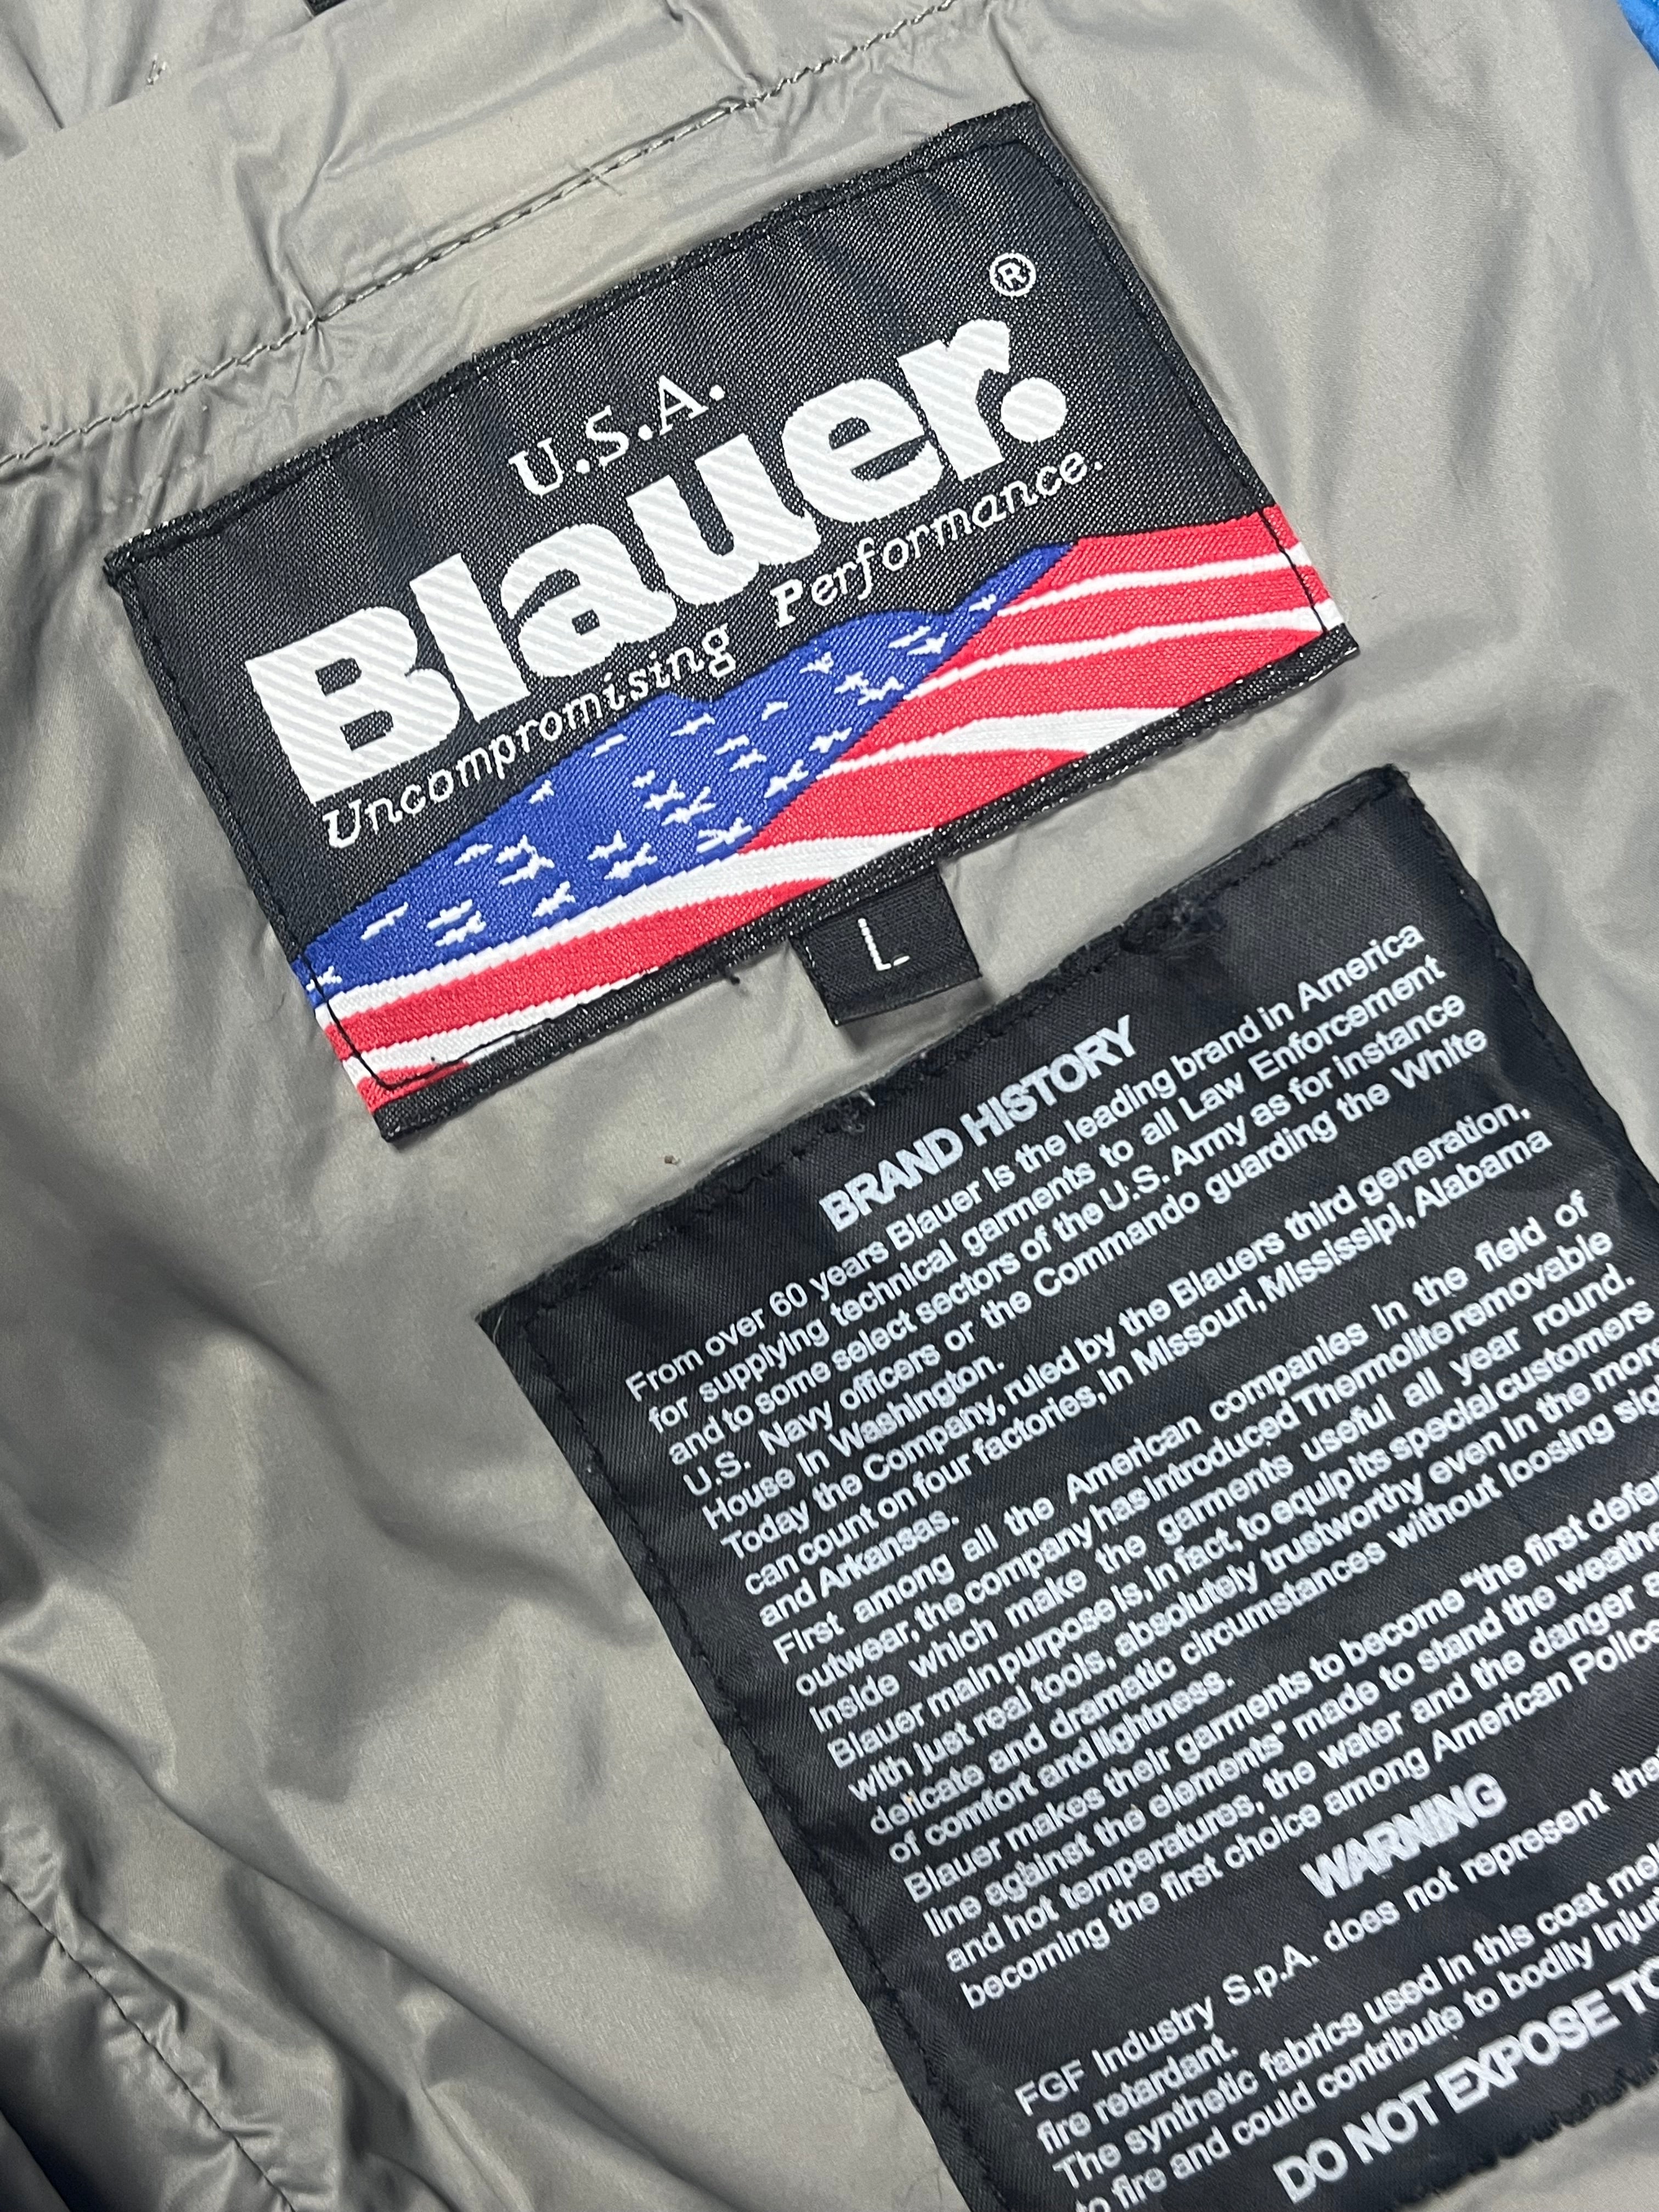 U.S.A.
Blauer.®
Uncompromising Performance.
L
BRAND HISTORY
From over 60 years Blauer is the leading brand in America
for supplying technical garments to all Law Enforcement
and to some select sectors of the U.S. Army as for instance
U.S. Navy officers or the Commando guarding the White
House in Washington.
Today the Company, ruled by the Blauers third generation,
can count on four factories, in Missouri, Mississipi, Alabama
and Arkansas.
First among all the American companies in the field of
outwear, the company has introduced Thermolite removable
inside which make the garments useful all year round.
Blauer main purpose is, in fact, to equip its special customers
with just real tools, absolutely trustworthy even in the more
delicate and dramatic circumstances without loosing
of comfort and lightness.
Blauer makes their garments to become "the first
line against the elements" made to stand the
and hot temperatures, the water and the danger
becoming the first choice among American Police
WARNING
FGF Industry S.p.A. does not represent
fire retardant.
The synthetic fabrics used in this coat
to fire and could contribute to bodily
DO NOT EXPOSE